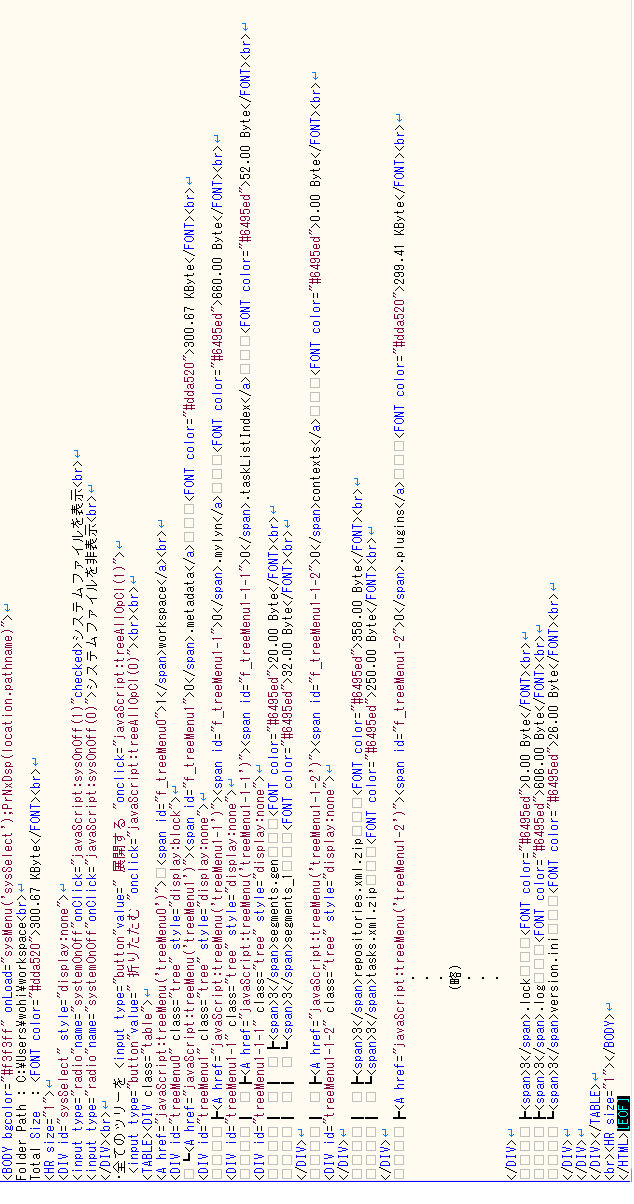 <BODY bgcolor="#f3f3ff" onLoad="sysMenu('sysSelect');PrNxDsp(location.pathname)">↵
Folder Path : C:¥Users¥wohi¥workspace<br>↵
Total Size : <FONT color="#dda520">300.67 KByte</FONT><br>↵
<HR size="1">↵
<DIV id="sysSelect" style="display:none">↵
<input type="radio"name="systemOnOff"onClick="javaScript:sysOnOff(1)"checked>システムファイルを表示<br>↵
<input type="radio"name="systemOnOff"onClick="javaScript:sysOnOff(0)">システムファイルを非表示<br>↵
</DIV><br>↵
・全てのツリーを <input type="button"value=" 展開する "onclick="javaScript:treeAllOpCl(1)">↵
<input type="button"value=" 折りたたむ "onclick="javaScript:treeAllOpCl(0)"><br><br>↵
<TABLE><DIV class="table">↵
<A href="javaScript:treeMenu('treeMenu0')">□<span id="f_treeMenu0">1</span>workspace</a><br>↵
<DIV id="treeMenu0" class="tree" style="display:block">↵
□□┗<A href="javaScript:treeMenu('treeMenu1')"><span id="f_treeMenu1">0</span>.metadata</a>□□□<FONT color="#dda520">300.67 KByte</FONT><br>↵
<DIV id="treeMenu1" class="tree" style="display:none">↵
□□□□┣<A href="javaScript:treeMenu('treeMenu1-1')"><span id="f_treeMenu1-1">0</span>.mylyn</a>□□□<FONT color="#6495ed">660.00 Byte</FONT><br>↵
<DIV id="treeMenu1-1" class="tree" style="display:none">↵
□□□□┃□□┣<A href="javaScript:treeMenu('treeMenu1-1-1')"><span id="f_treeMenu1-1-1">0</span>.taskListIndex</a>□□□<FONT color="#6495ed">52.00 Byte</FONT><br>↵
<DIV id="treeMenu1-1-1" class="tree" style="display:none">↵
□□□□┃□□┃□□┣<span>3</span>segments.gen□□□<FONT color="#6495ed">20.00 Byte</FONT><br>↵
□□□□┃□□┃□□┗<span>3</span>segments_1□□□<FONT color="#6495ed">32.00 Byte</FONT><br>↵
</DIV>↵
□□□□┃□□┣<A href="javaScript:treeMenu('treeMenu1-1-2')"><span id="f_treeMenu1-1-2">0</span>contexts</a>□□□<FONT color="#6495ed">0.00 Byte</FONT><br>↵
<DIV id="treeMenu1-1-2" class="tree" style="display:none">↵
</DIV>↵
□□□□┃□□┣<span>3</span>repositories.xml.zip□□□<FONT color="#6495ed">358.00 Byte</FONT><br>↵
□□□□┃□□┗<span>3</span>tasks.xml.zip□□□<FONT color="#6495ed">250.00 Byte</FONT><br>↵
</DIV>↵
□□□□┣<A href="javaScript:treeMenu('treeMenu1-2')"><span id="f_treeMenu1-2">0</span>.plugins</a>□□□<FONT color="#dda520">299.41 KByte</FONT><br>↵
・
・
(略)
・
・
・
</DIV>↵
□□□□┣<span>3</span>.lock□□□<FONT color="#6495ed">0.00 Byte</FONT><br>↵
□□□□┣<span>3</span>.log□□□<FONT color="#6495ed">606.00 Byte</FONT><br>↵
□□□□┗<span>3</span>version.ini□□□<FONT color="#6495ed">26.00 Byte</FONT><br>↵
</DIV>↵
</DIV>↵
</DIV></TABLE>↵
<br><HR size="1"></BODY>↵
</HTML>[EOF]